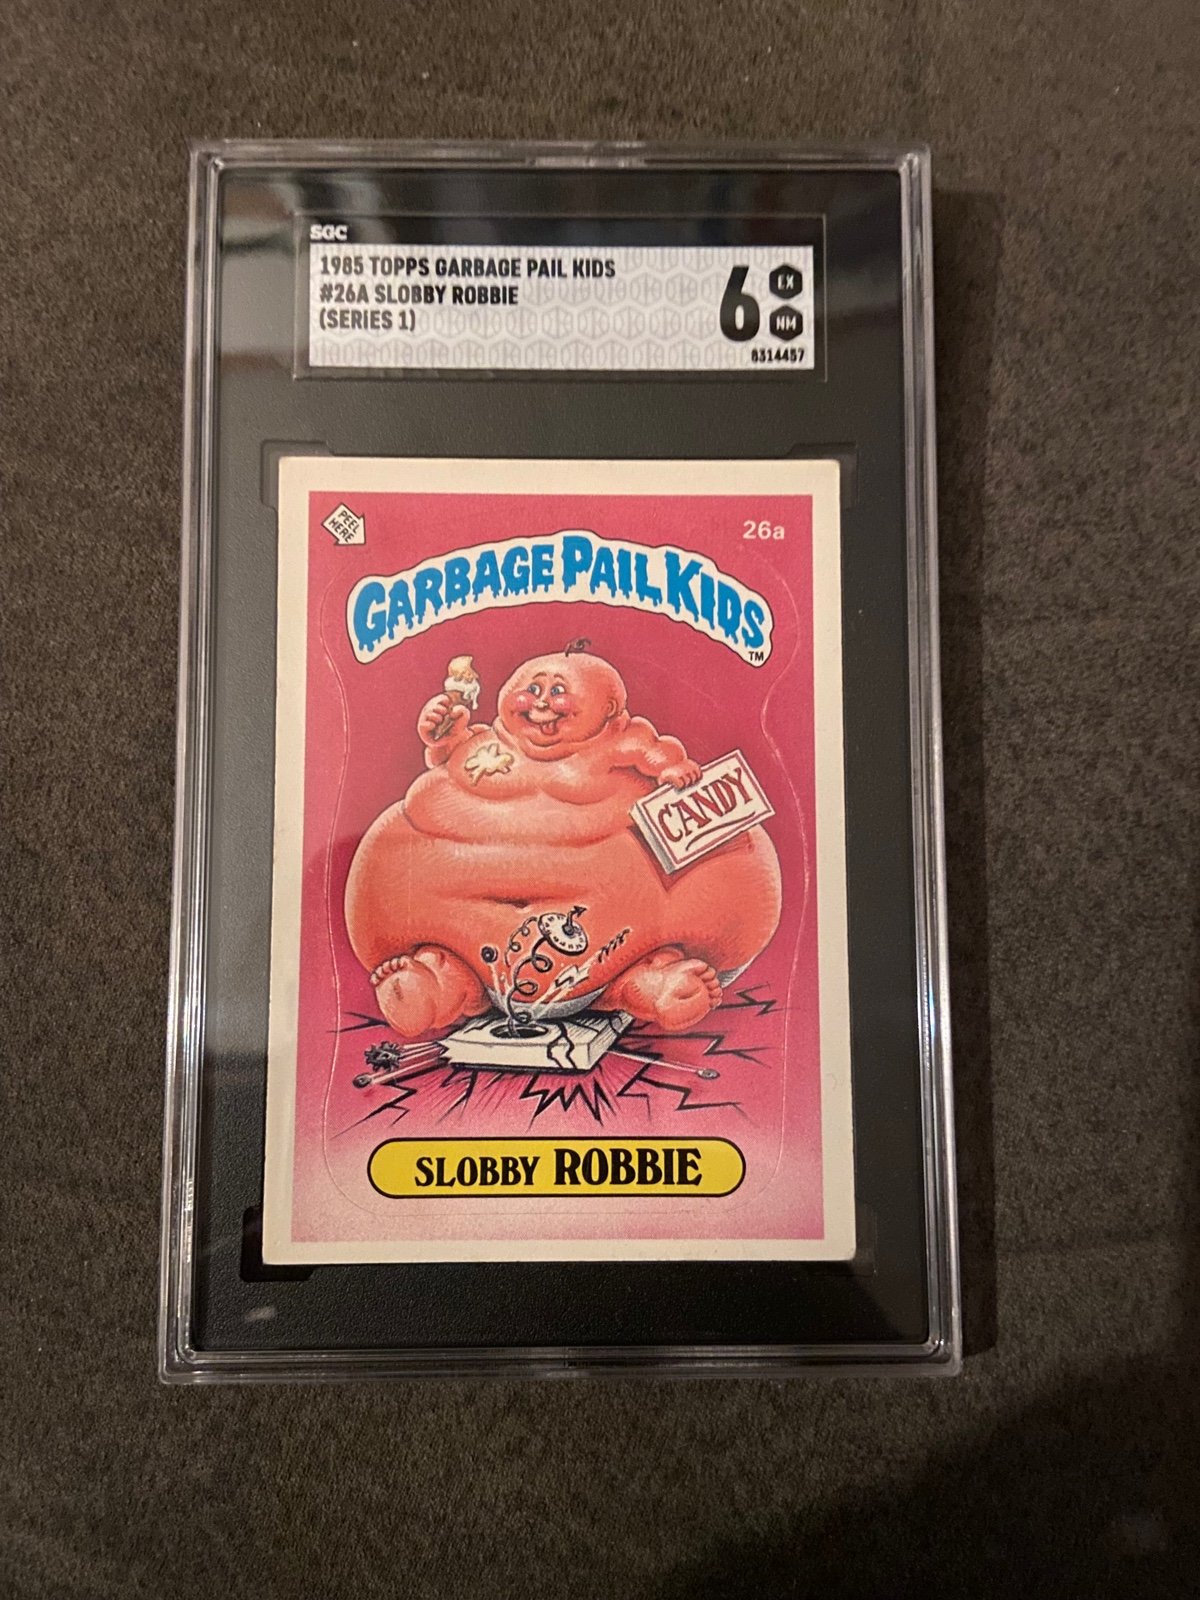 SGC
1985 TOPPS GARBAGE PAIL KIDS
#26A SLOBBY ROBBIE
(SERIES 1)
6
EX
NM
8314457
PEEL
HERE
26a
GARBAGE PAIL KIDS
TM
CANDY
SLOBBY ROBBIE